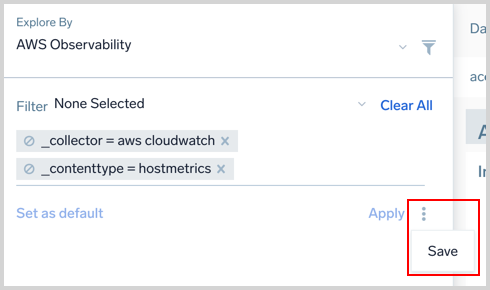 Explore By
AWS Observability
Filter None Selected Clear All
_collector = aws cloudwatch x
_contenttype = hostmetrics x
Set as default Apply
Save
Da
acc
A
In